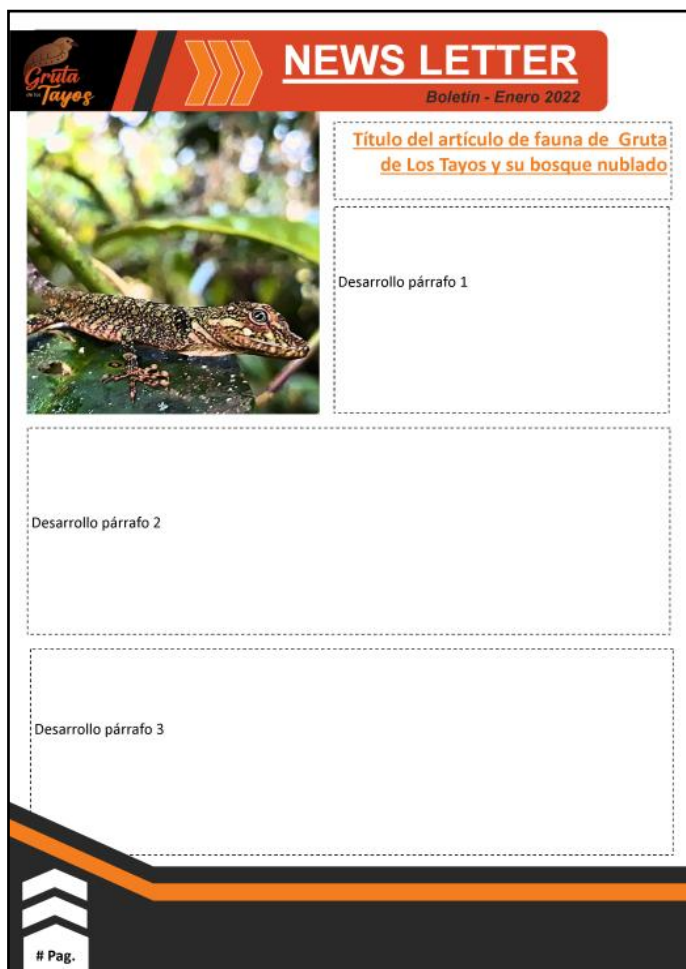 Gruta
de los Tayos
NEWS LETTER
Boletín - Enero 2022
Título del artículo de fauna de Gruta
de Los Tayos y su bosque nublado
Desarrollo párrafo 1
Desarrollo párrafo 2
Desarrollo párrafo 3
# Pag.